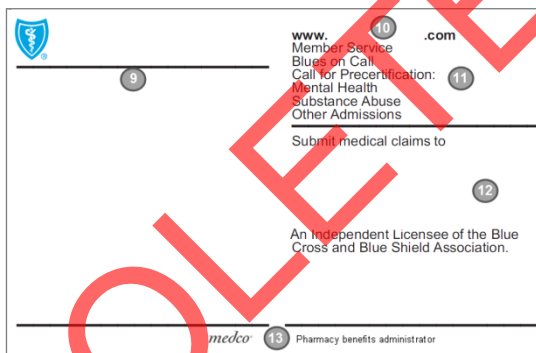 www. 10 .com
Member Service
Blues on Call
Call for Precertification:
Mental Health
Substance Abuse
Other Admissions
9
11
Submit medical claims to
12
An Independent Licensee of the Blue
Cross and Blue Shield Association.
medco 13 Pharmacy benefits administrator
OLETE